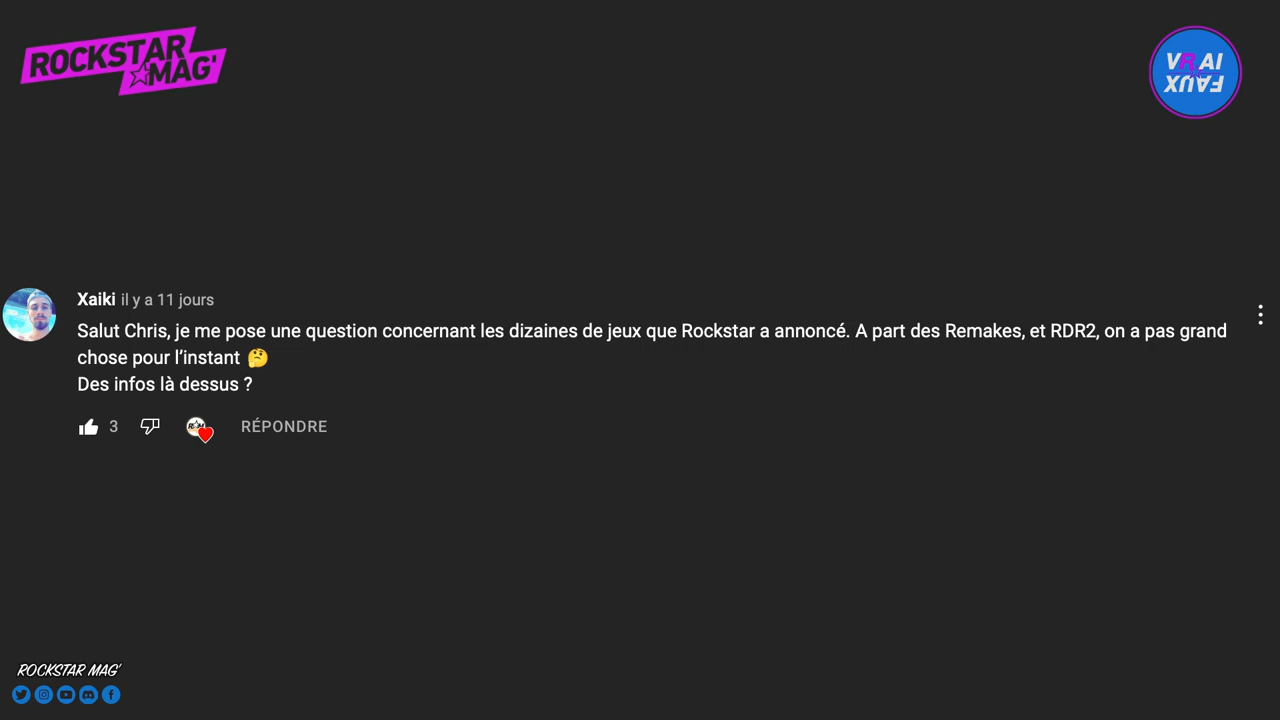 ROCKSTAR
MAG'
VRAI
FAUX
Xaiki il y a 11 jours
Salut Chris, je me pose une question concernant les dizaines de jeux que Rockstar a annoncé. A part des Remakes, et RDR2, on a pas grand
chose pour l’instant 🤔
Des infos là dessus ?
3 RÉPONDRE
ROCKSTAR MAG'